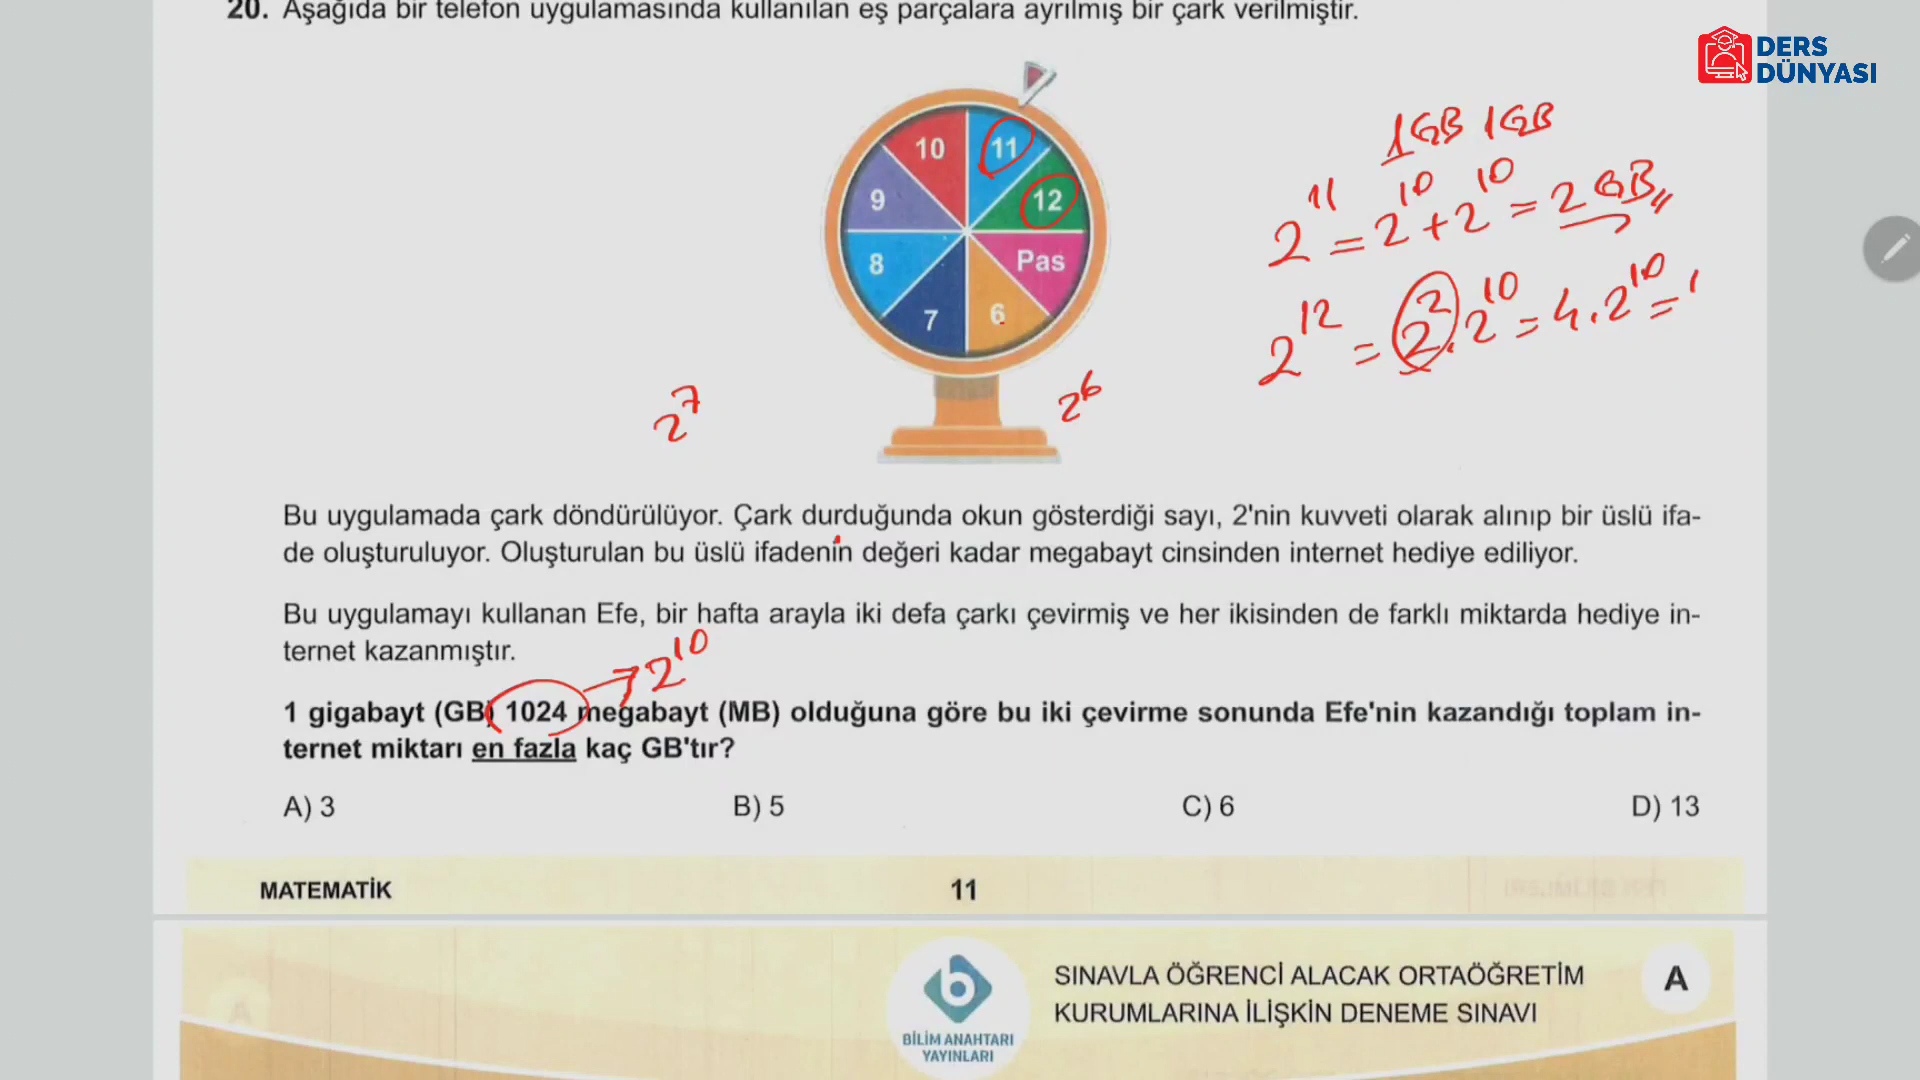 20. Aşağıda bir telefon uygulamasında kullanılan eş parçalara ayrılmış bir çark verilmiştir.
DERS
DÜNYASI
10
11
9
12
8
Pas
7
6
1GB 1GB
2^11 = 2^10 + 2^10 = 2 GB
2^12 = 2^2 . 2^10 = 4 . 2^10 =
2^7
2^6
Bu uygulamada çark döndürülüyor. Çark durduğunda okun gösterdiği sayı, 2'nin kuvveti olarak alınıp bir üslü ifa-
de oluşturuluyor. Oluşturulan bu üslü ifadenin değeri kadar megabayt cinsinden internet hediye ediliyor.
Bu uygulamayı kullanan Efe, bir hafta arayla iki defa çarkı çevirmiş ve her ikisinden de farklı miktarda hediye in-
ternet kazanmıştır.
2^10
1 gigabayt (GB) 1024 megabayt (MB) olduğuna göre bu iki çevirme sonunda Efe'nin kazandığı toplam in-
ternet miktarı en fazla kaç GB'tır?
A) 3
B) 5
C) 6
D) 13
MATEMATİK
11
b
BİLİM ANAHTARI
YAYINLARI
SINAVLA ÖĞRENCİ ALACAK ORTAÖĞRETİM
KURUMLARINA İLİŞKİN DENEME SINAVI
A